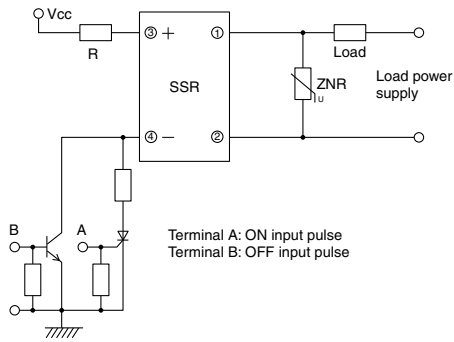 Vcc
R
③ +
①
Load
SSR
ZNR
U
Load power
supply
④ −
②
B
A
Terminal A: ON input pulse
Terminal B: OFF input pulse